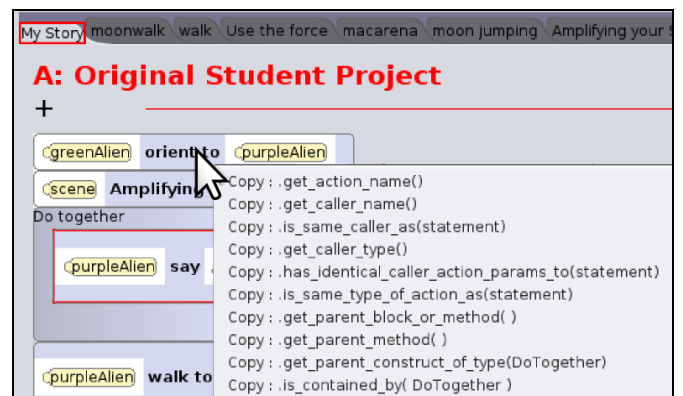 My Story moonwalk walk Use the force macarena moon jumping Amplifying your
A: Original Student Project
+
greenAlien orient to purpleAlien
scene Amplifying
Do together
purpleAlien say
purpleAlien walk to
Copy : .get_action_name()
Copy : .get_caller_name()
Copy : .is_same_caller_as(statement)
Copy : .get_caller_type()
Copy : .has_identical_caller_action_params_to(statement)
Copy : .is_same_type_of_action_as(statement)
Copy : .get_parent_block_or_method( )
Copy : .get_parent_method( )
Copy : .get_parent_construct_of_type(DoTogether)
Copy : .is_contained_by( DoTogether )